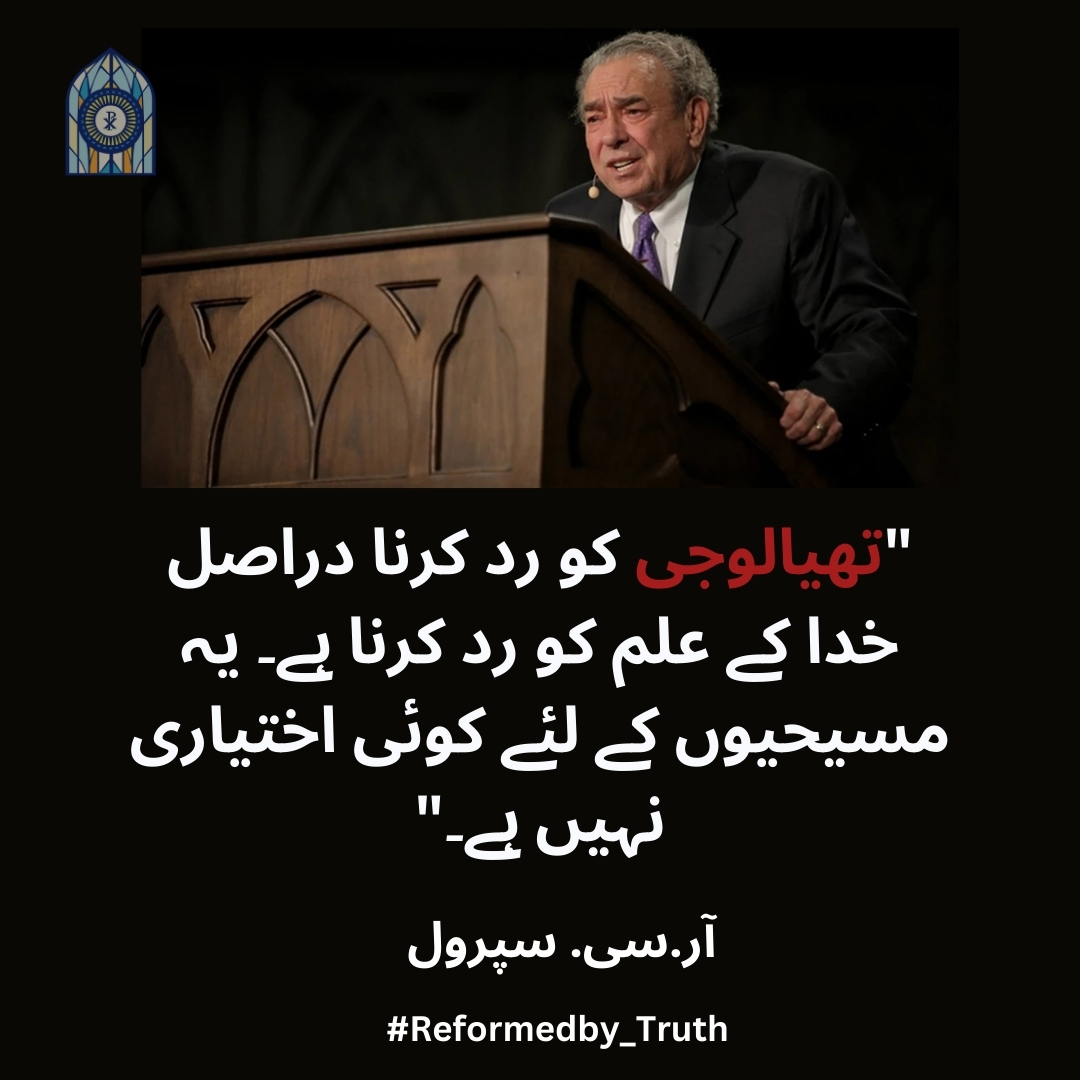 "تھیالوجی کو رد کرنا دراصل
خدا کے علم کو رد کرنا ہے۔ یہ
مسیحیوں کے لئے کوئی اختیاری
نہیں ہے۔"
آر.سی. سپرول
#Reformedby_Truth